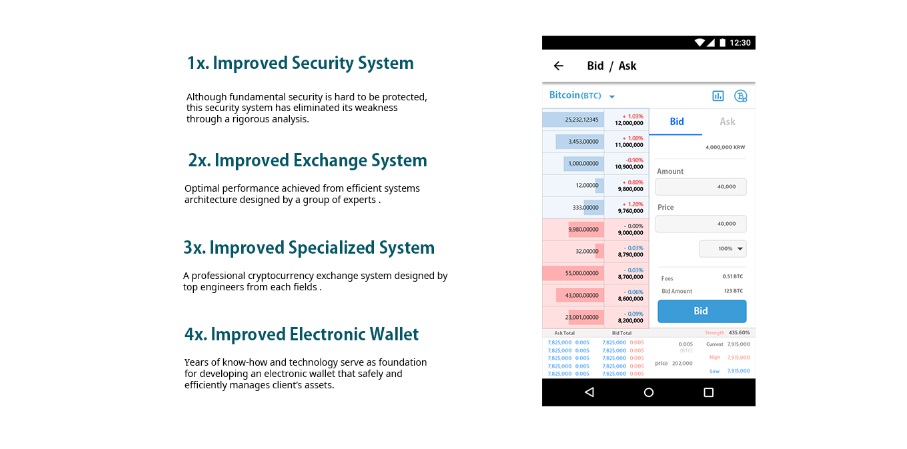 1x. Improved Security System
Although fundamental security is hard to be protected,
this security system has eliminated its weakness
through a rigorous analysis.
2x. Improved Exchange System
Optimal performance achieved from efficient systems
architecture designed by a group of experts .
3x. Improved Specialized System
A professional cryptocurrency exchange system designed by
top engineers from each fields .
4x. Improved Electronic Wallet
Years of know-how and technology serve as foundation
for developing an electronic wallet that safely and
efficiently manages client's assets.
12:30
Bid / Ask
Bitcoin(BTC)
25,232,12345
+ 1.03%
12,000,000
3,453,00000
+ 1.00%
11,000,000
1,000,00000
-0.90%
10,900,000
12,00000
+ 0.80%
9,800,000
333,00000
+ 1.20%
9,760,000
9,980,00000
- 0.00%
9,000,000
32,00000
- 0.03%
8,790,000
55,000,00000
- 0.03%
8,700,000
43,000,00000
- 0.06%
8,600,000
23,001,00000
- 0.09%
8,200,000
Bid Ask
4,000,000 KRW
Amount
40,000
Price
40,000
100%
Fees 0.51 BTC
Bid Amount 123 BTC
Bid
Ask Total Bid Total Strength 435.60%
7,825,000 0.005 7,825,000 0.005
7,825,000 0.005 7,825,000 0.005
7,825,000 0.005 7,825,000 0.005
7,825,000 0.005 7,825,000 0.005
7,825,000 0.005 7,825,000 0.005
0.005
(BTC)
price 202,000
Current 7,915,000
High 7,915,000
Low 7,915,000